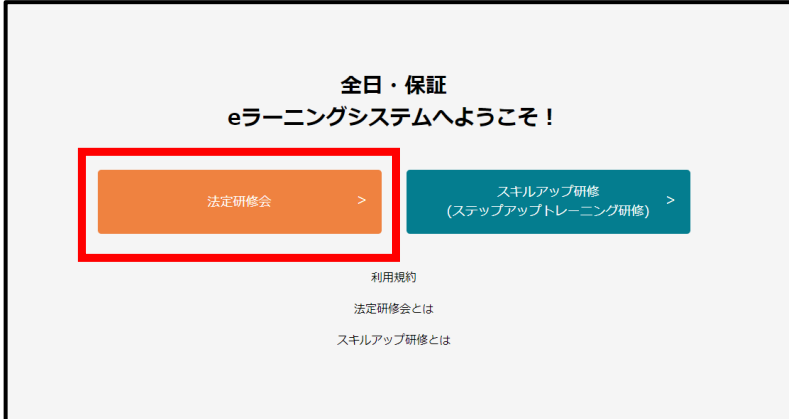 全日・保証
eラーニングシステムへようこそ！
法定研修会 >
スキルアップ研修
(ステップアップトレーニング研修) >
利用規約
法定研修会とは
スキルアップ研修とは